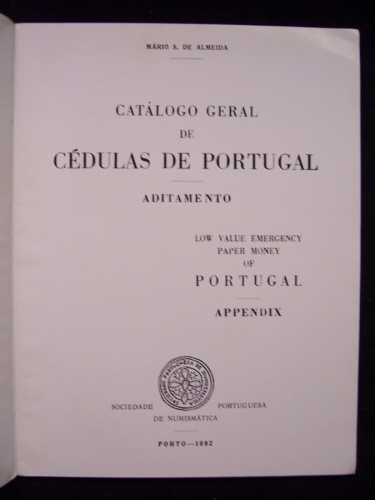 MÁRIO S. DE ALMEIDA
CATÁLOGO GERAL
DE
CÉDULAS DE PORTUGAL
ADITAMENTO
LOW VALUE EMERGENCY
PAPER MONEY
OF
PORTUGAL
APPENDIX
SOCIEDADE PORTUGUESA
DE NUMISMÁTICA
PORTO—1982